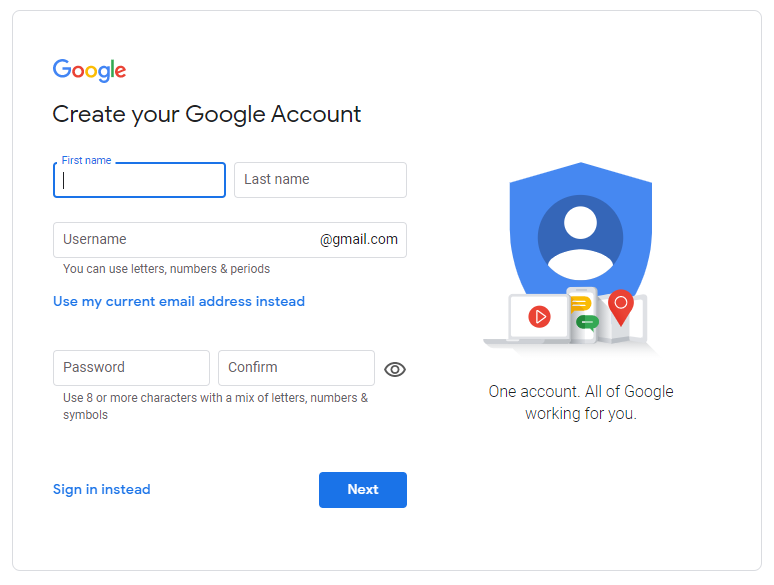 Google
Create your Google Account
First name
Last name
Username @gmail.com
You can use letters, numbers & periods
Use my current email address instead
Password
Confirm
Use 8 or more characters with a mix of letters, numbers &
symbols
Sign in instead
Next
One account. All of Google
working for you.